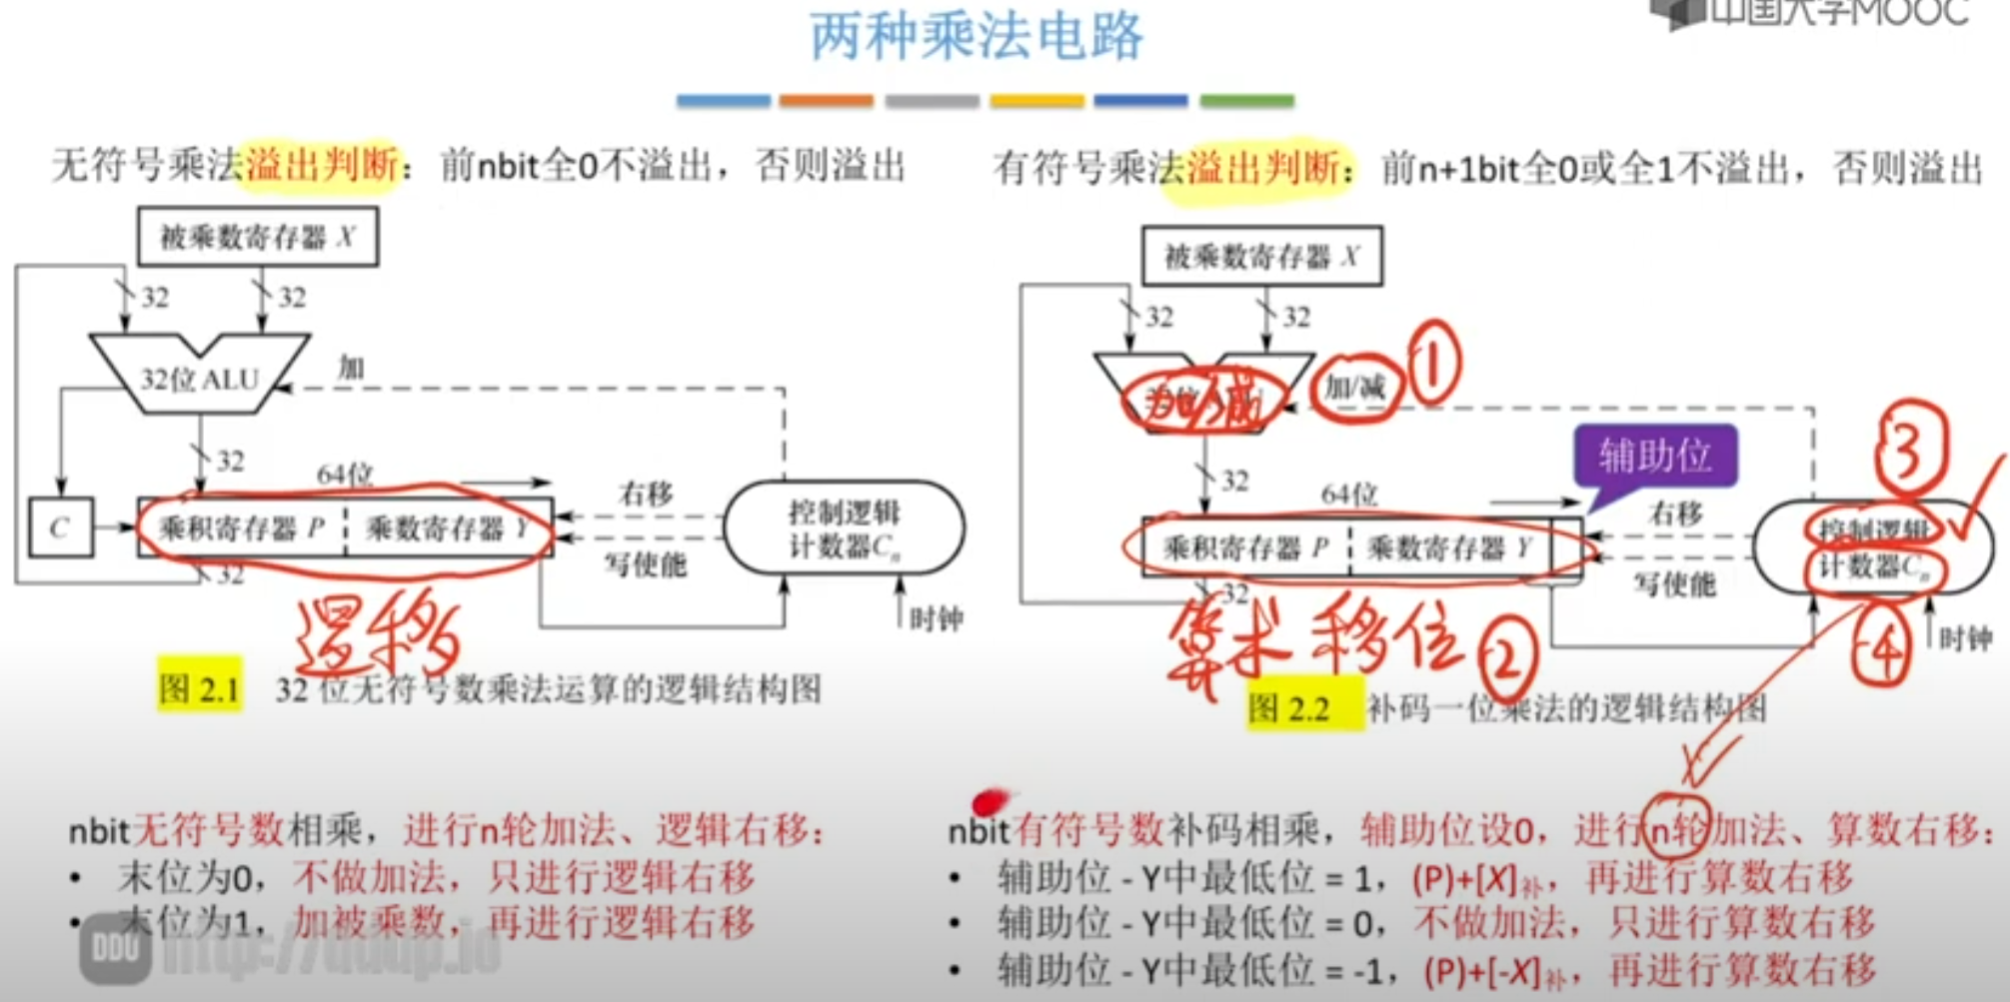 中国大学MOOC
两种乘法电路
无符号乘法溢出判断：前nbit全0不溢出，否则溢出
被乘数寄存器 X
32
32
32位 ALU
加
32
64位
C
乘积寄存器 P
乘数寄存器 Y
右移
写使能
控制逻辑
计数器Cn
32
时钟
逻移
图 2.1 32 位无符号数乘法运算的逻辑结构图
nbit无符号数相乘，进行n轮加法、逻辑右移：
• 末位为0，不做加法，只进行逻辑右移
• 末位为1，加被乘数，再进行逻辑右移
有符号乘法溢出判断：前n+1bit全0或全1不溢出，否则溢出
被乘数寄存器 X
32
32
加/减
加/减
①
32
64位
辅助位
乘积寄存器 P
乘数寄存器 Y
右移
写使能
③
控制逻辑
计数器Cn
④
32
时钟
算术移位 ②
图 2.2 补码一位乘法的逻辑结构图
nbit有符号数补码相乘，辅助位设0，进行n轮加法、算数右移：
• 辅助位 - Y中最低位 = 1，(P)+[X]补，再进行算数右移
• 辅助位 - Y中最低位 = 0，不做加法，只进行算数右移
• 辅助位 - Y中最低位 = -1，(P)+[-X]补，再进行算数右移